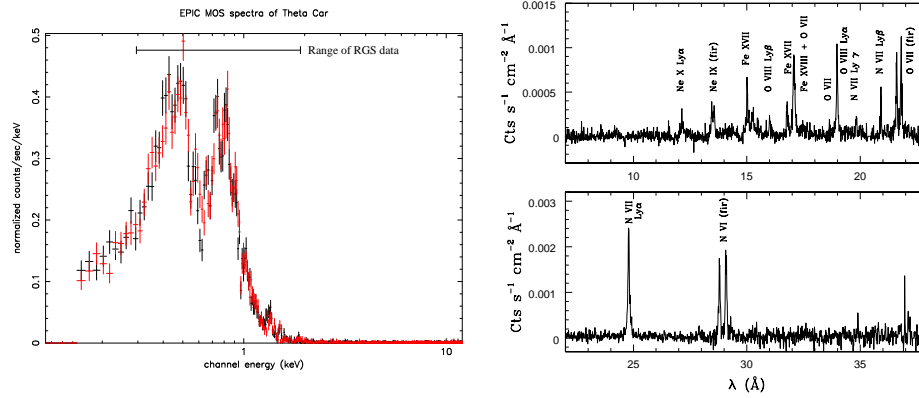 EPIC MOS spectra of Theta Car
Range of RGS data
normalized counts/sec/keV
0.5
0.4
0.3
0.2
0.1
0
1
10
channel energy (keV)
Cts s⁻¹ cm⁻² Å⁻¹
0.0015
0.001
0.0005
0
Ne X Lyα
Ne IX (fir)
Fe XVII
O VIII Lyβ
Fe XVII
Fe XVIII + O VII
O VII
O VIII Lyα
N VII Ly γ
N VII Lyβ
O VII (fir)
10
15
20
Cts s⁻¹ cm⁻² Å⁻¹
0.003
0.002
0.001
0
N VII
Lyα
N VI (fir)
25
30
35
λ (Å)